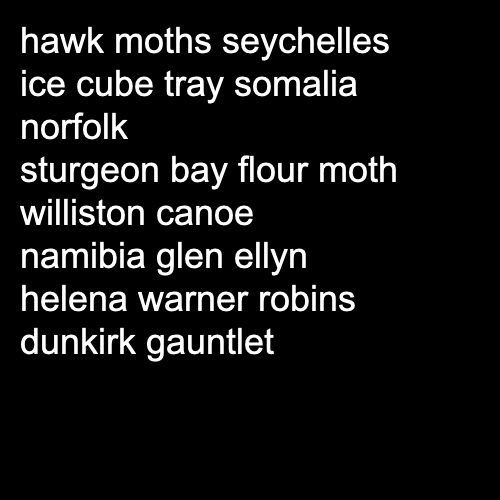 hawk moths seychelles
ice cube tray somalia
norfolk
sturgeon bay flour moth
williston canoe
namibia glen ellyn
helena warner robins
dunkirk gauntlet